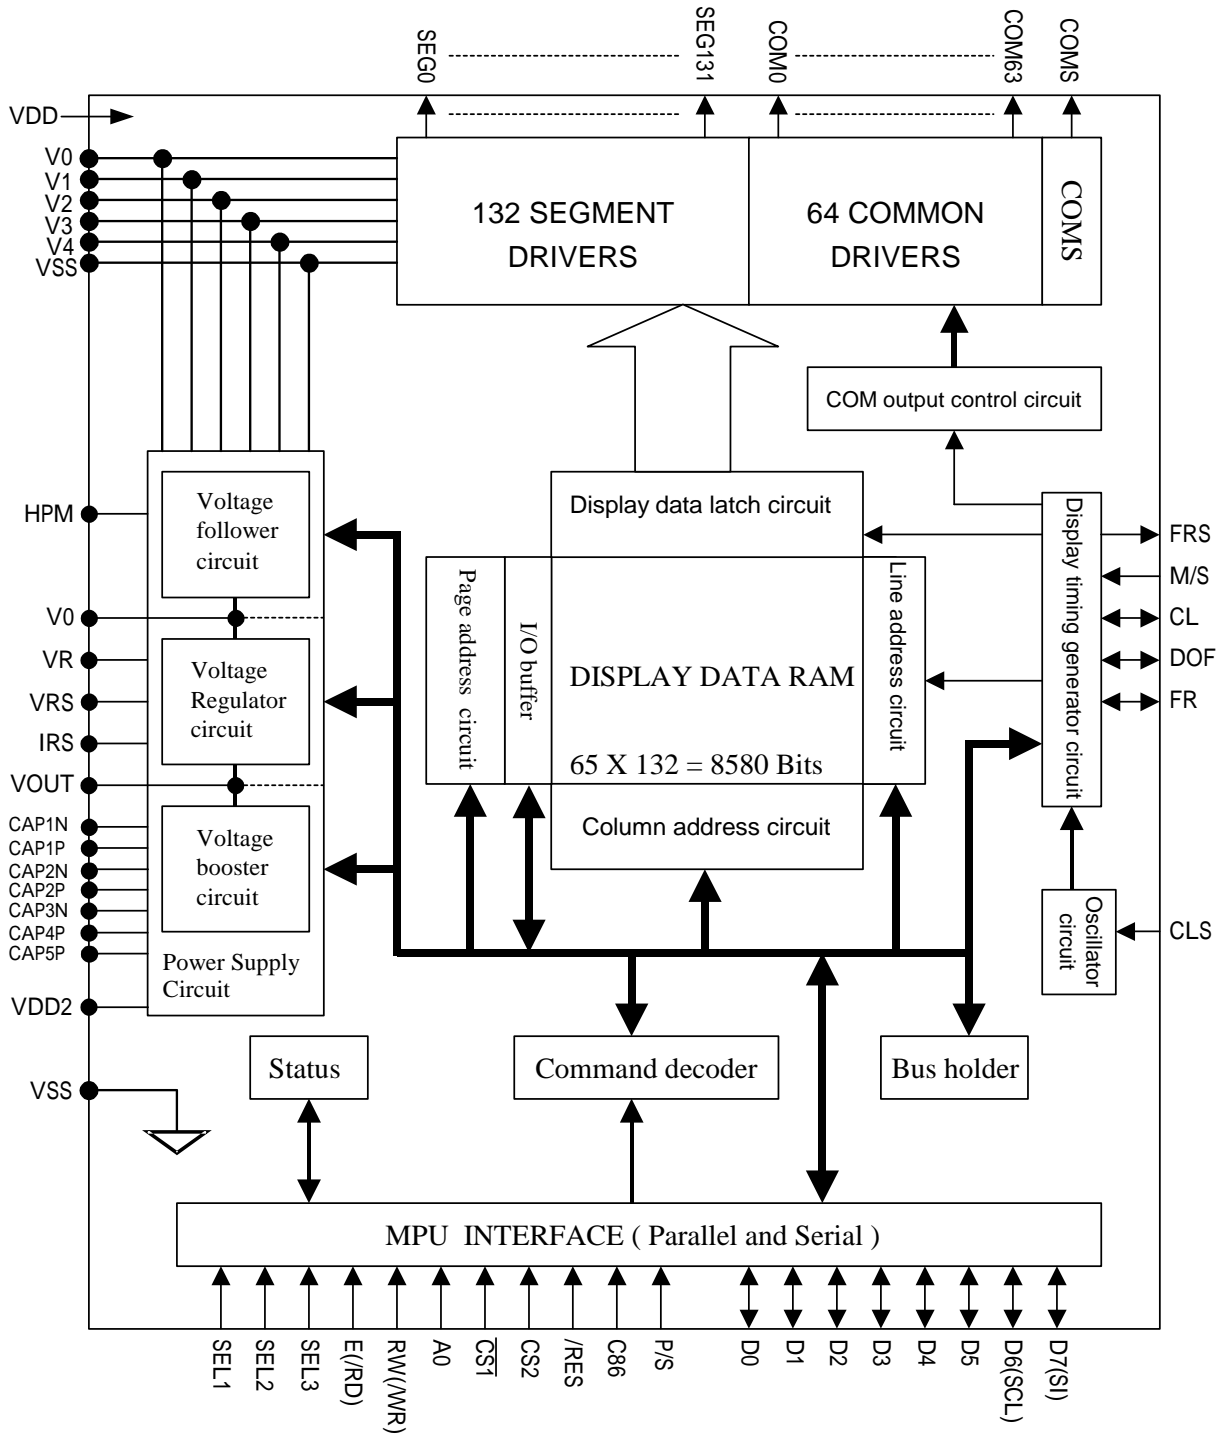 SEG0
SEG131
COM0
COM63
COMS
VDD
V0
V1
V2
V3
V4
VSS
132 SEGMENT
DRIVERS
64 COMMON
DRIVERS
COMS
COM output control circuit
HPM
V0
VR
VRS
IRS
VOUT
CAP1N
CAP1P
CAP2N
CAP2P
CAP3N
CAP4P
CAP5P
VDD2
VSS
Voltage
follower
circuit
Voltage
Regulator
circuit
Voltage
booster
circuit
Power Supply
Circuit
Display data latch circuit
Page address circuit
I/O buffer
DISPLAY DATA RAM
65 X 132 = 8580 Bits
Line address circuit
Column address circuit
Display timing generator circuit
FRS
M/S
CL
DOF
FR
Oscillator
circuit
CLS
Status
Command decoder
Bus holder
MPU INTERFACE ( Parallel and Serial )
SEL1
SEL2
SEL3
E(/RD)
RW(/WR)
A0
CS1
CS2
/RES
C86
P/S
D0
D1
D2
D3
D4
D5
D6(SCL)
D7(SI)